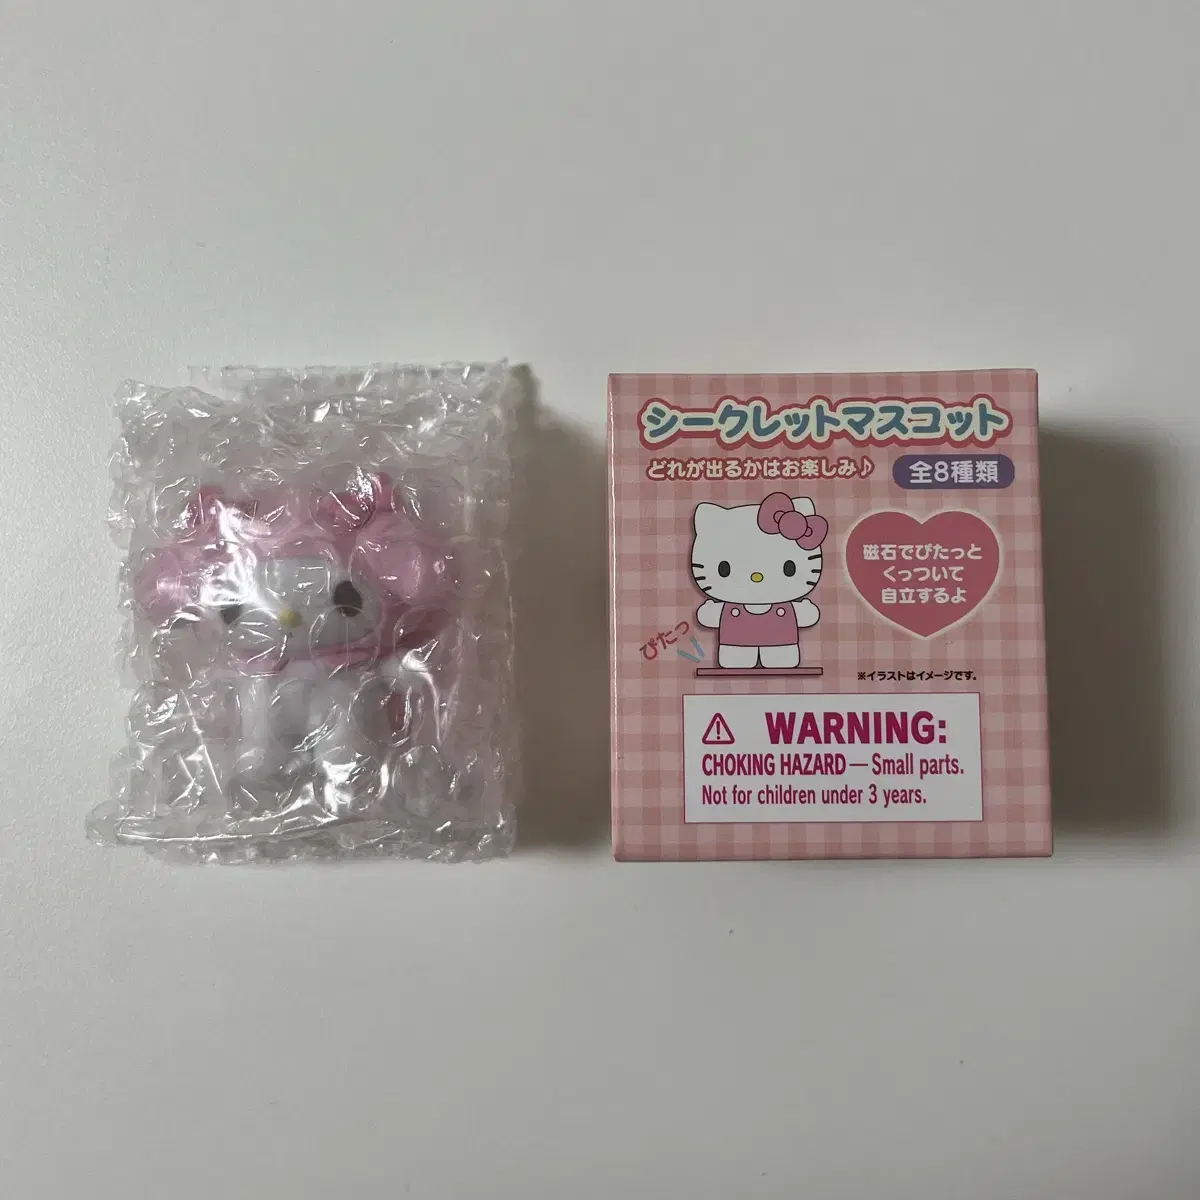 シークレットマスコット
どれが出るかはお楽しみ♪
全8種類
磁石でぴたっと
くっついて
自立するよ
ぴたっ
※イラストはイメージです。
⚠ WARNING:
CHOKING HAZARD — Small parts.
Not for children under 3 years.